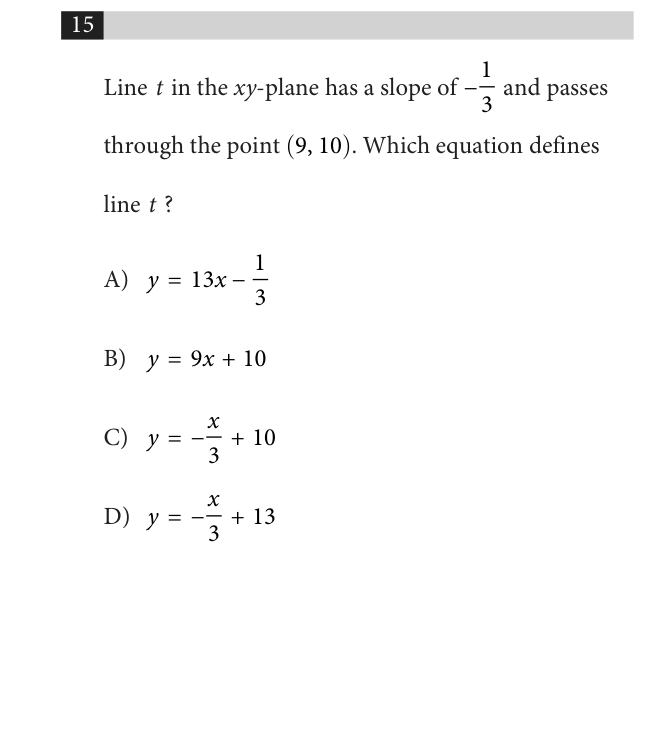 15
Line t in the xy-plane has a slope of −1/3 and passes
through the point (9, 10). Which equation defines
line t ?
A) y = 13x − 1/3
B) y = 9x + 10
C) y = −x/3 + 10
D) y = −x/3 + 13